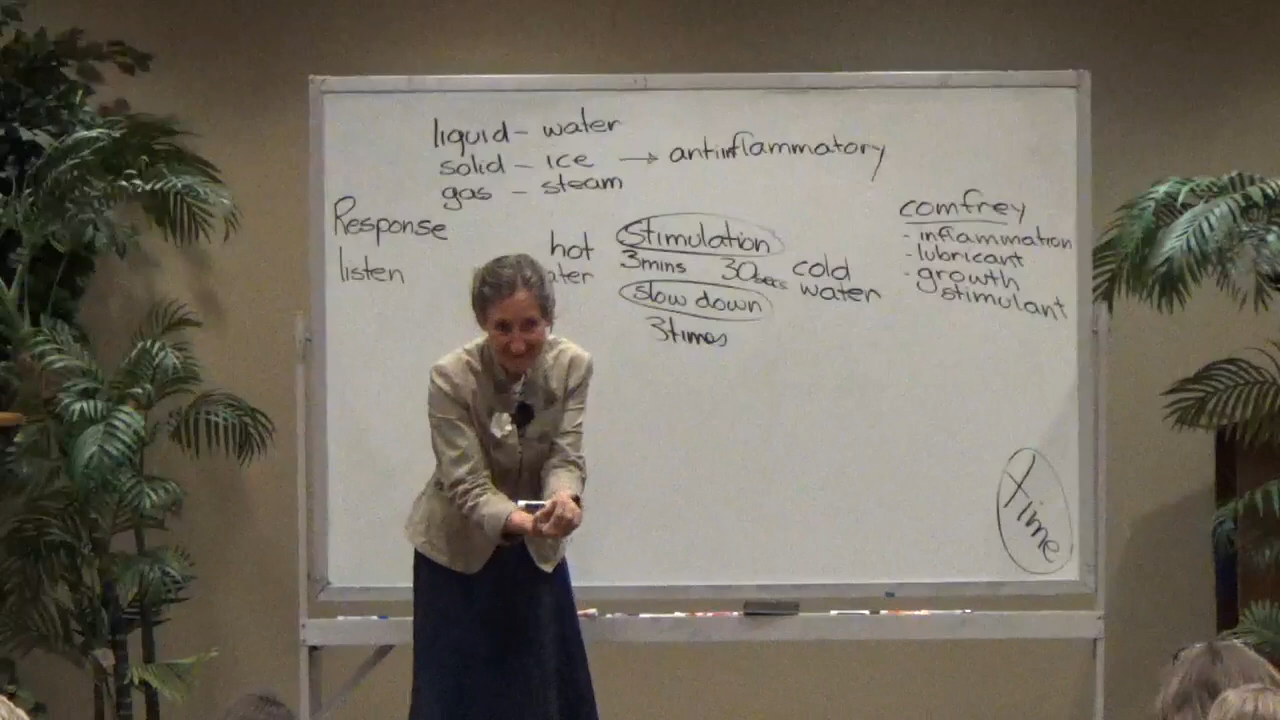 liquid - water
solid - ice → antiinflammatory
gas - steam
Response
listen
hot
ater
Stimulation
3mins 30secs
slow down
3times
cold
water
comfrey
- inflammation
- lubricant
- growth
stimulant
time